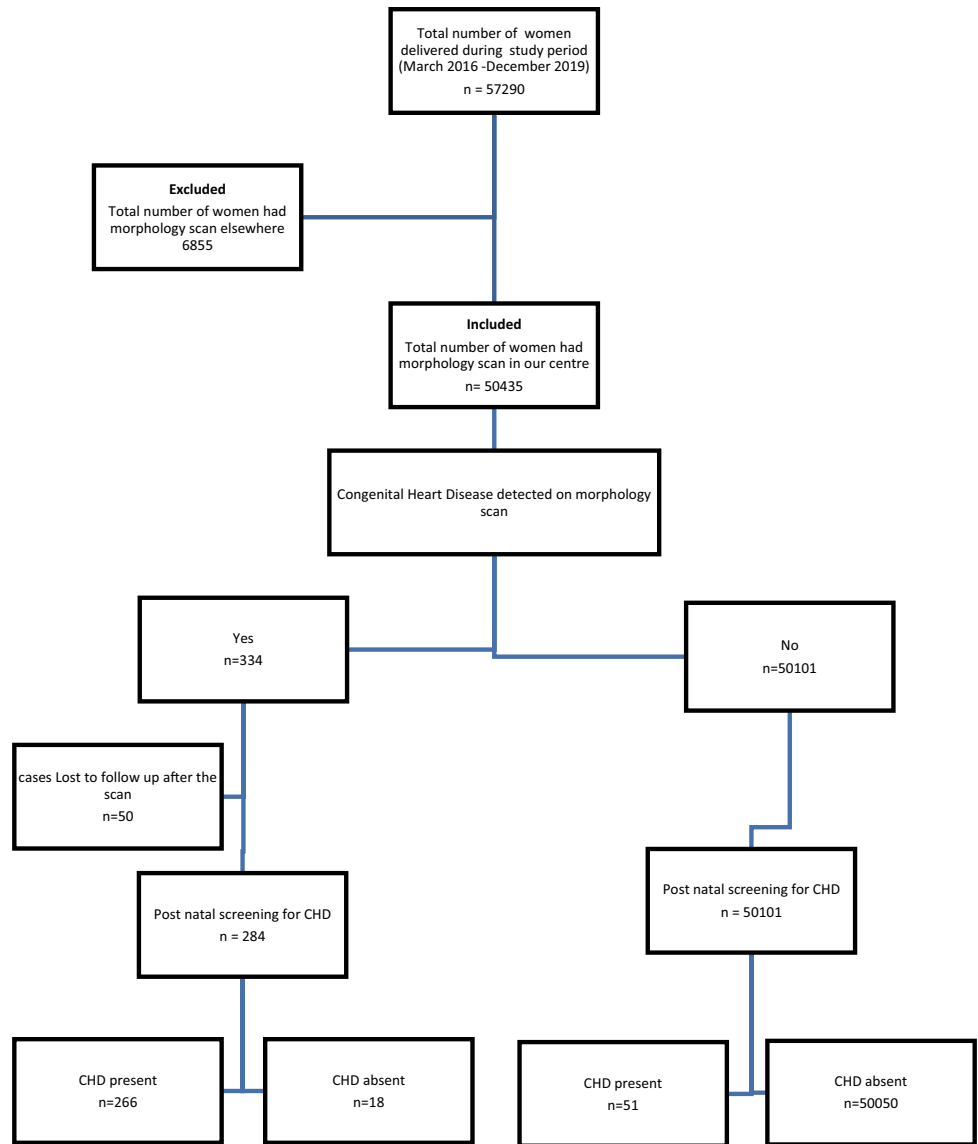 Total number of women
delivered during study period
(March 2016 -December 2019)
n = 57290
Excluded
Total number of women had
morphology scan elsewhere
6855
Included
Total number of women had
morphology scan in our centre
n= 50435
Congenital Heart Disease detected on morphology
scan
Yes
n=334
No
n=50101
cases Lost to follow up after the
scan
n=50
Post natal screening for CHD
n = 284
Post natal screening for CHD
n = 50101
CHD present
n=266
CHD absent
n=18
CHD present
n=51
CHD absent
n=50050